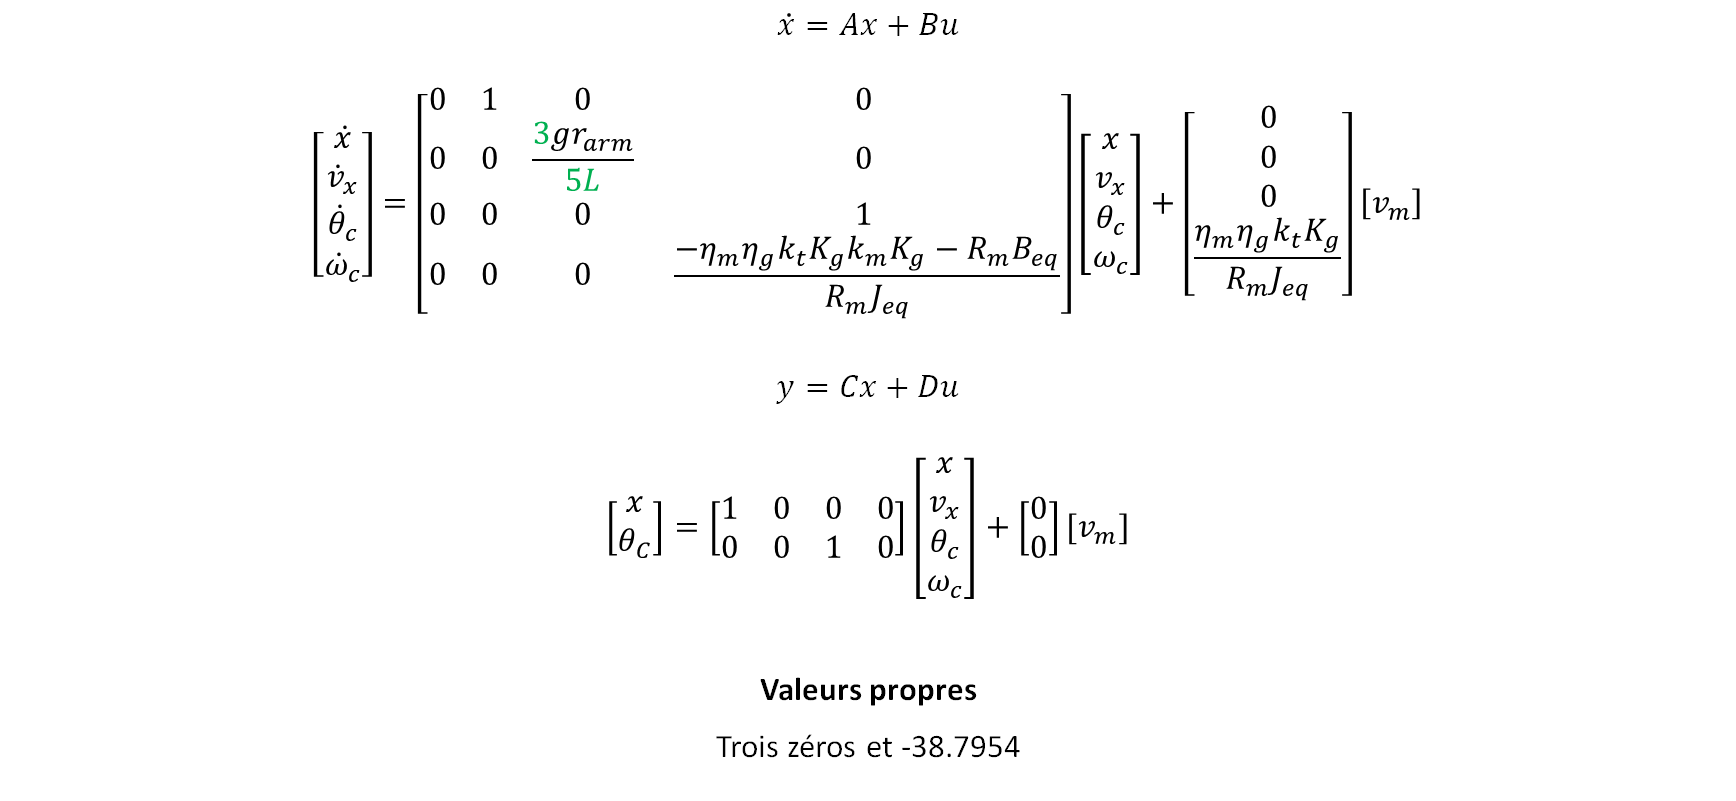 ẋ = Ax + Bu
[ẋ; v̇ₓ; θ̇_c; ω̇_c] = [0 1 0 0; 0 0 3gr_arm/5L 0; 0 0 0 1; 0 0 0 (−η_m η_g k_t K_g k_m K_g − R_m B_eq)/(R_m J_eq)] [x; vₓ; θ_c; ω_c] + [0; 0; 0; η_m η_g k_t K_g/(R_m J_eq)] [v_m]
y = Cx + Du
[x; θ_C] = [1 0 0 0; 0 0 1 0] [x; vₓ; θ_c; ω_c] + [0; 0] [v_m]
Valeurs propres
Trois zéros et -38.7954